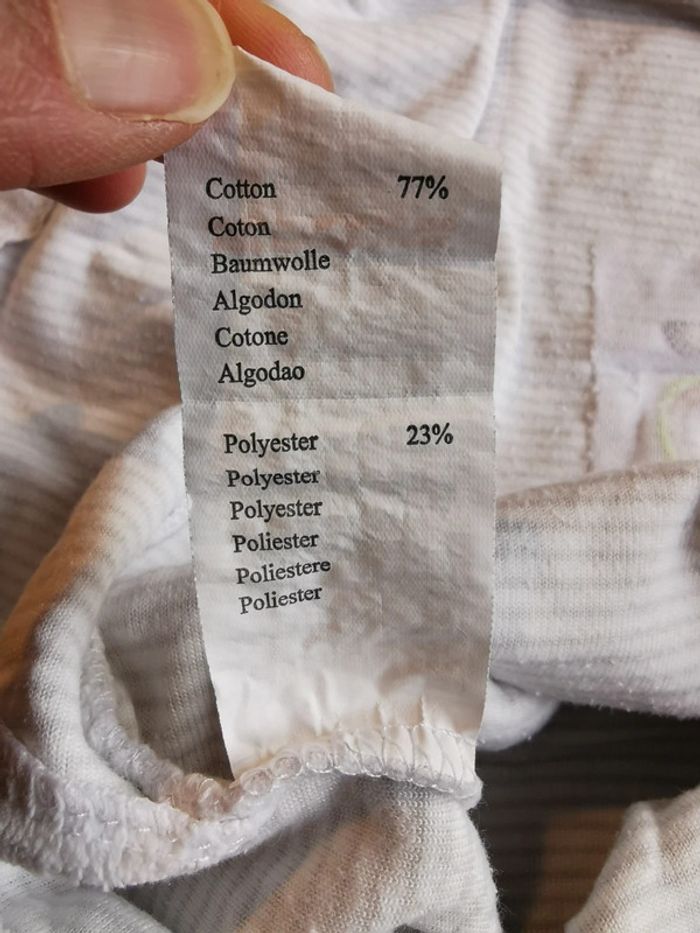 Cotton 77%
Coton
Baumwolle
Algodon
Cotone
Algodao
Polyester 23%
Polyester
Polyester
Poliester
Poliestere
Poliester